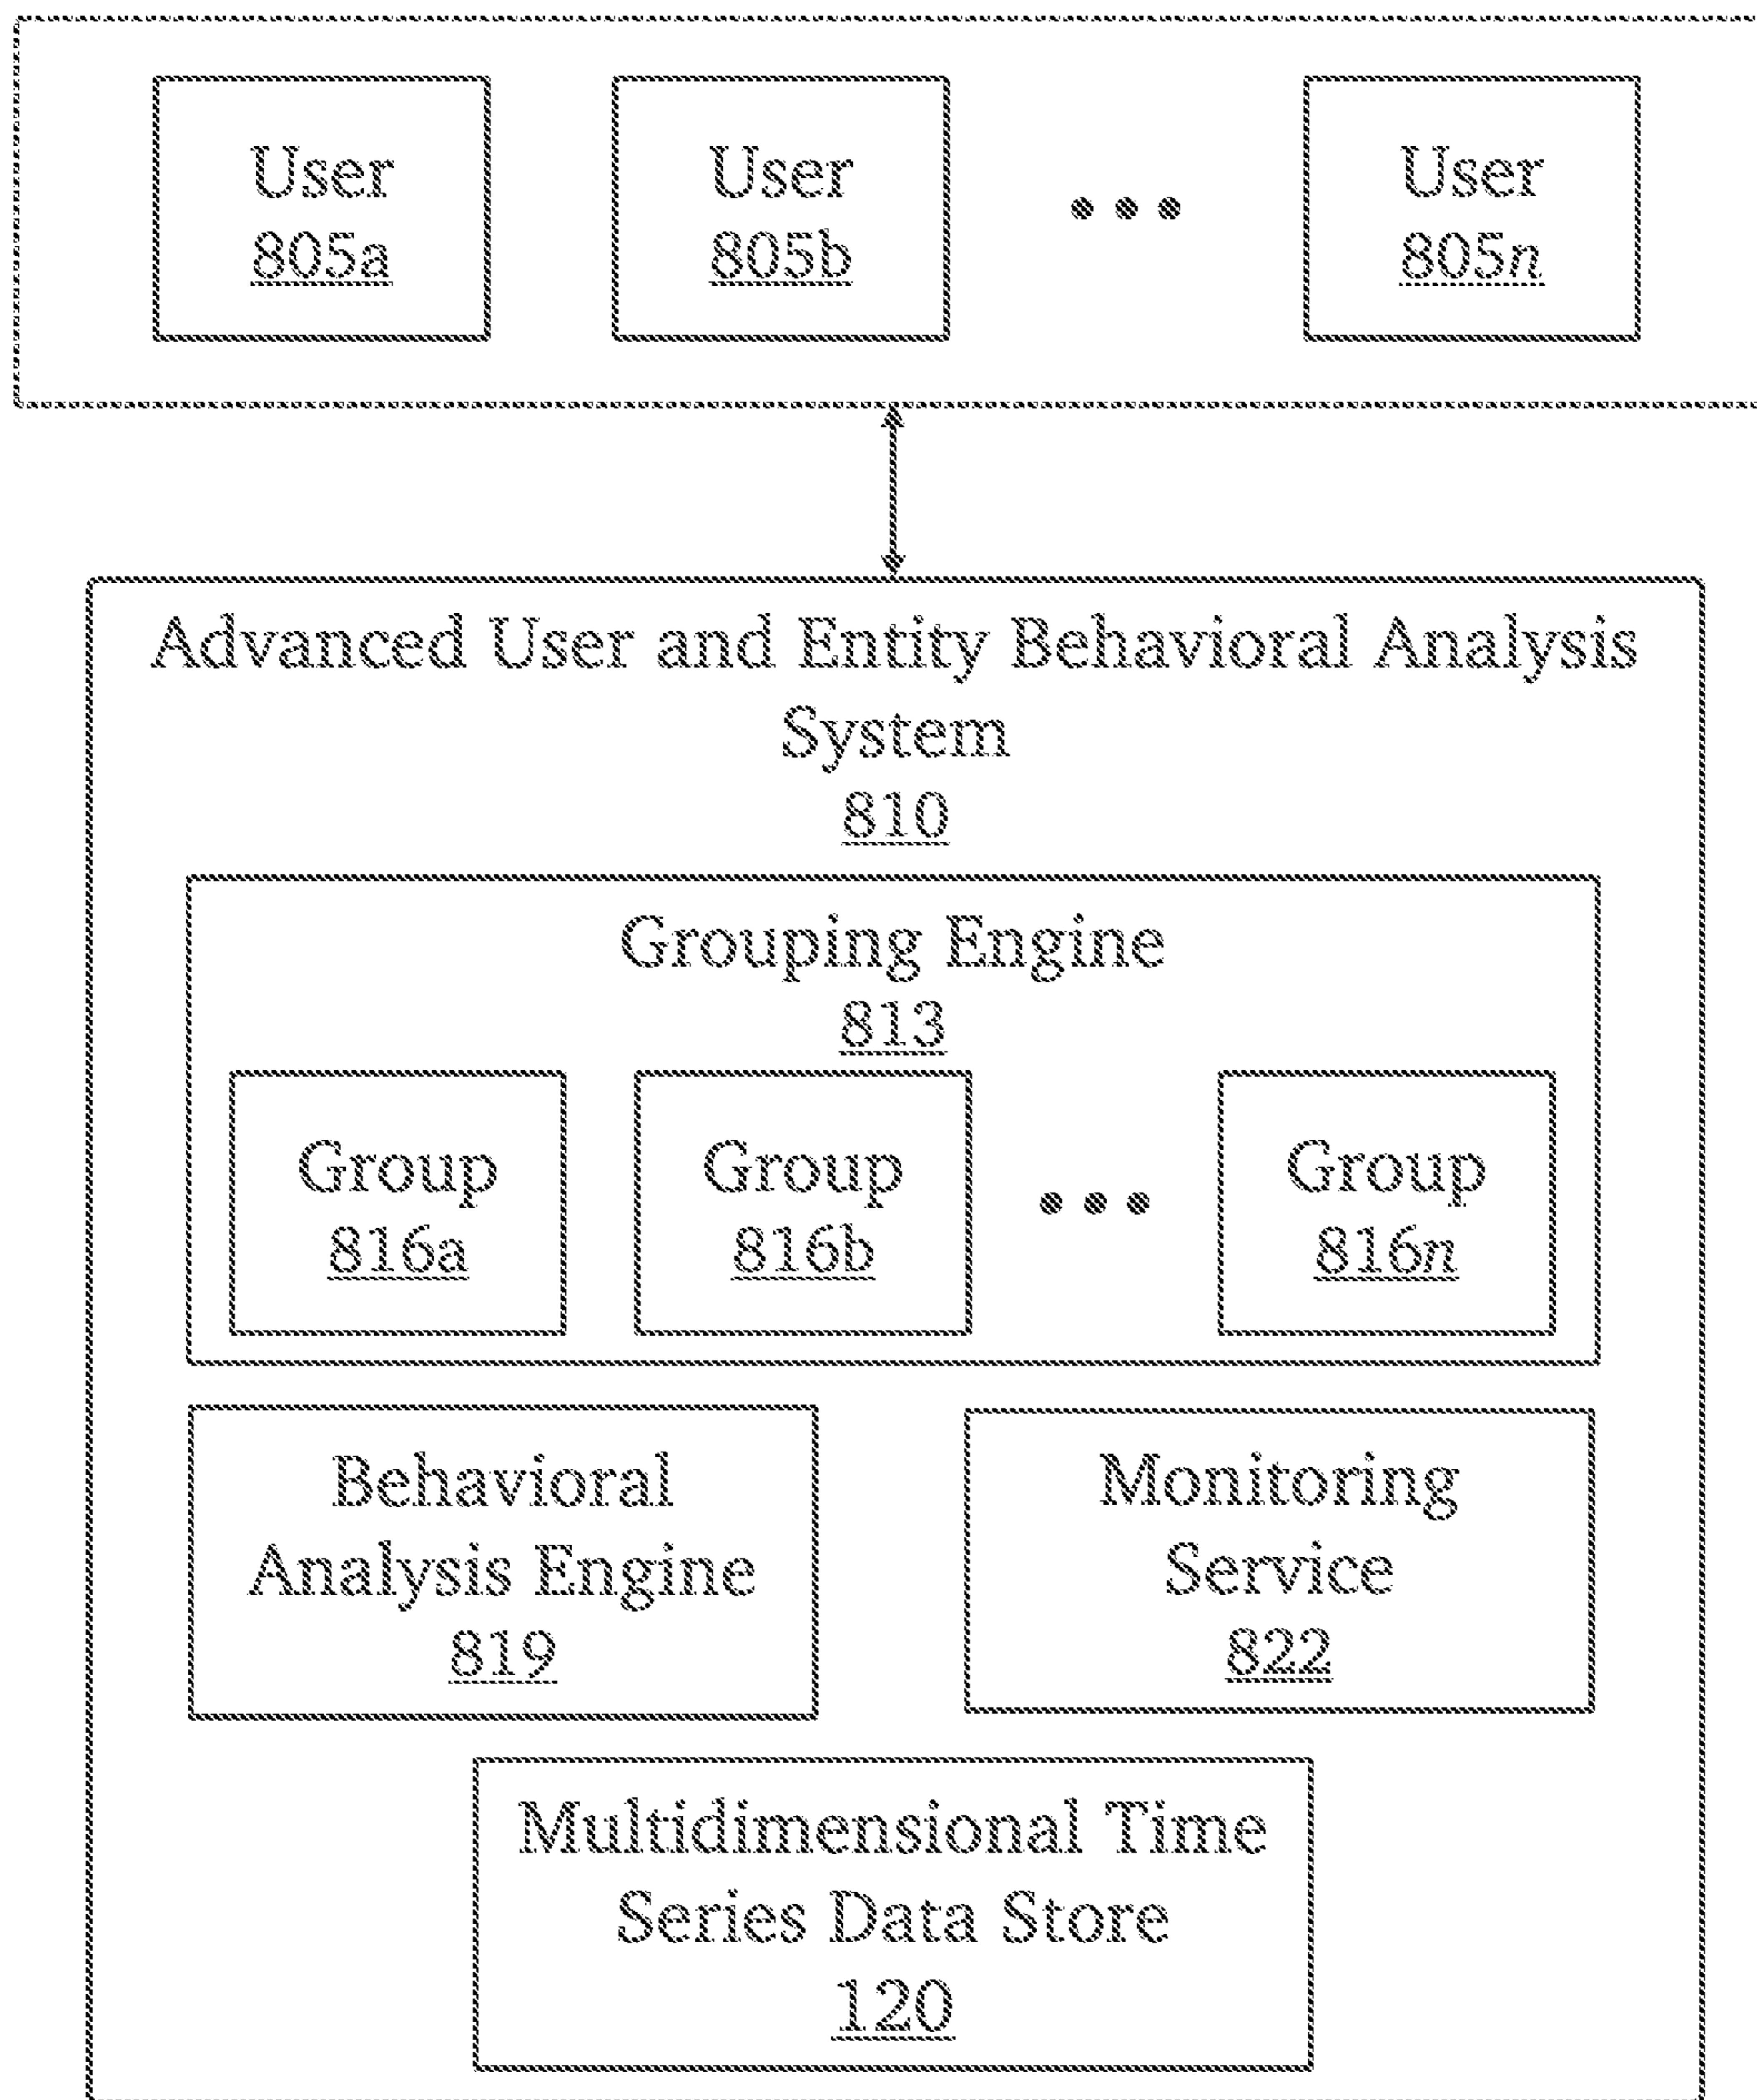 User
805a
User
805b
• • •
User
805n
Advanced User and Entity Behavioral Analysis
System
810
Grouping Engine
813
Group
816a
Group
816b
• • •
Group
816n
Behavioral
Analysis Engine
819
Monitoring
Service
822
Multidimensional Time
Series Data Store
120